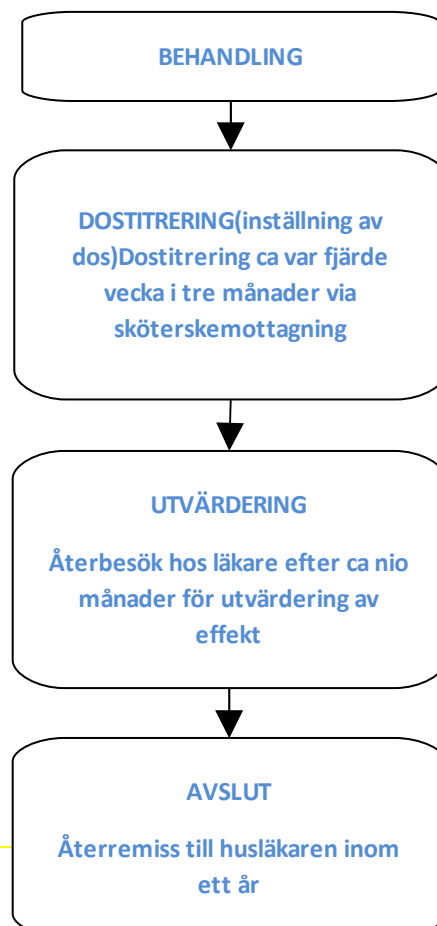 BEHANDLING
DOSTITRERING(inställning av
dos)Dostitrering ca var fjärde
vecka i tre månader via
sköterskemottagning
UTVÄRDERING
Återbesök hos läkare efter ca nio
månader för utvärdering av
effekt
AVSLUT
Återremiss till husläkaren inom
ett år